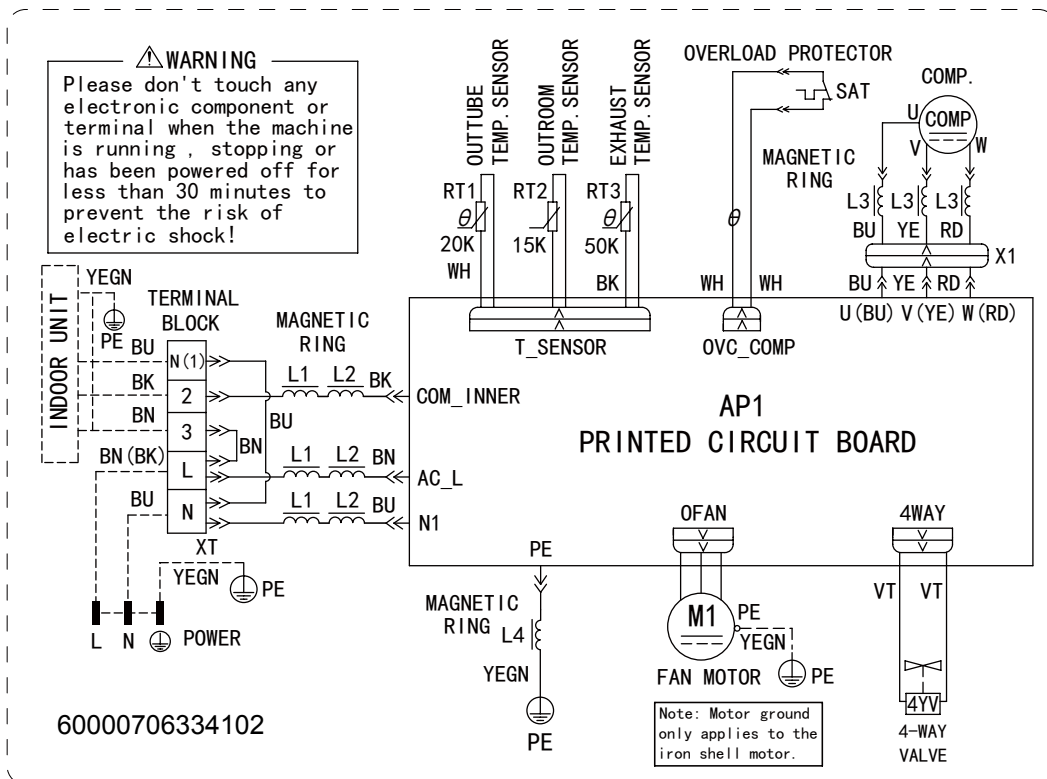 WARNING
Please don't touch any
electronic component or
terminal when the machine
is running , stopping or
has been powered off for
less than 30 minutes to
prevent the risk of
electric shock!
OUTTUBE
TEMP. SENSOR
OUTROOM
TEMP. SENSOR
EXHAUST
TEMP. SENSOR
RT1
θ
20K
WH
RT2
15K
RT3
θ
50K
BK
T_SENSOR
OVERLOAD PROTECTOR
SAT
θ
WH
WH
OVC_COMP
COMP.
COMP
U
V
W
MAGNETIC
RING
L3
L3
L3
BU
YE
RD
X1
BU
YE
RD
U(BU)
V(YE)
W(RD)
INDOOR UNIT
YEGN
PE
TERMINAL
BLOCK
BU
N(1)
BK
2
BN
3
BN(BK)
L
BU
N
XT
BU
BN
MAGNETIC
RING
L1
L2
BK
COM_INNER
L1
L2
BN
AC_L
L1
L2
BU
N1
YEGN
PE
L
N
POWER
AP1
PRINTED CIRCUIT BOARD
PE
MAGNETIC
RING
L4
YEGN
PE
OFAN
M1
PE
YEGN
FAN MOTOR
PE
Note: Motor ground
only applies to the
iron shell motor.
4WAY
VT
VT
4YV
4-WAY
VALVE
60000706334102